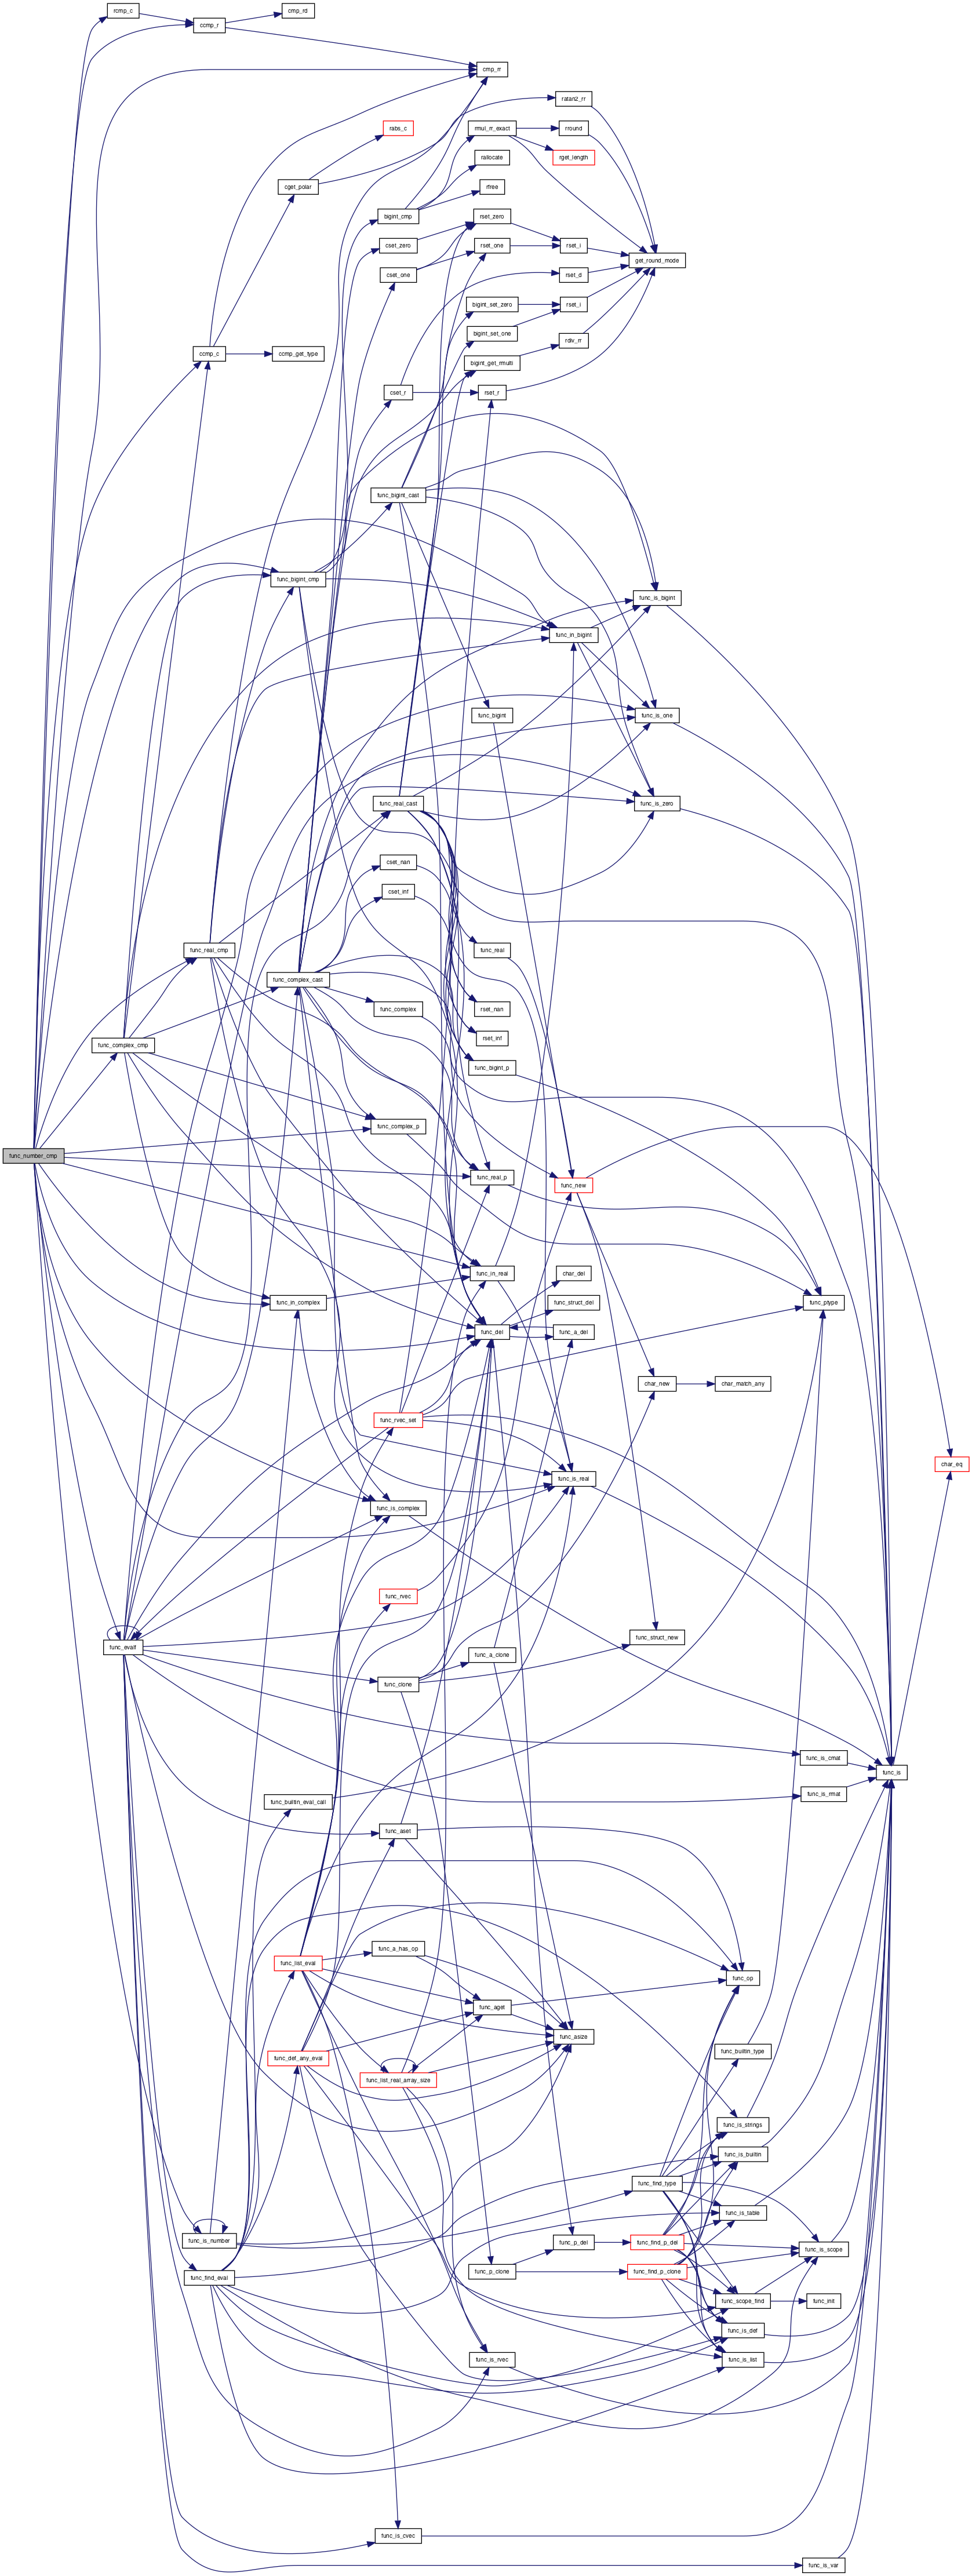 rcmp_c
cmp_rd
ccmp_r
cmp_rr
ratan2_rr
rabs_c
rmul_rr_exact
rround
rallocate
rget_length
cget_polar
rfree
bigint_cmp
rset_zero
cset_zero
rset_one
rset_i
get_round_mode
cset_one
rset_d
bigint_set_zero
rset_i
bigint_set_one
rdiv_rr
ccmp_c
ccmp_get_type
bigint_get_rmulti
cset_r
rset_r
func_bigint_cast
func_bigint_cmp
func_is_bigint
func_in_bigint
func_bigint
func_is_one
func_real_cast
func_is_zero
cset_nan
cset_inf
func_real_cmp
func_real
func_complex_cast
func_complex
rset_nan
rset_inf
func_complex_cmp
func_bigint_p
func_complex_p
func_number_cmp
func_real_p
func_new
func_in_real
char_del
func_in_complex
func_struct_del
func_ptype
func_del
func_a_del
char_new
char_match_any
func_rvec_set
char_eq
func_is_real
func_is_complex
func_rvec
func_struct_new
func_evalf
func_a_clone
func_clone
func_is_cmat
func_is
func_is_rmat
func_builtin_eval_call
func_aset
func_a_has_op
func_list_eval
func_op
func_aget
func_asize
func_def_any_eval
func_builtin_type
func_list_real_array_size
func_is_strings
func_is_builtin
func_find_type
func_is_table
func_is_number
func_p_del
func_find_p_del
func_is_scope
func_find_eval
func_p_clone
func_find_p_clone
func_scope_find
func_init
func_is_def
func_is_rvec
func_is_list
func_is_cvec
func_is_var